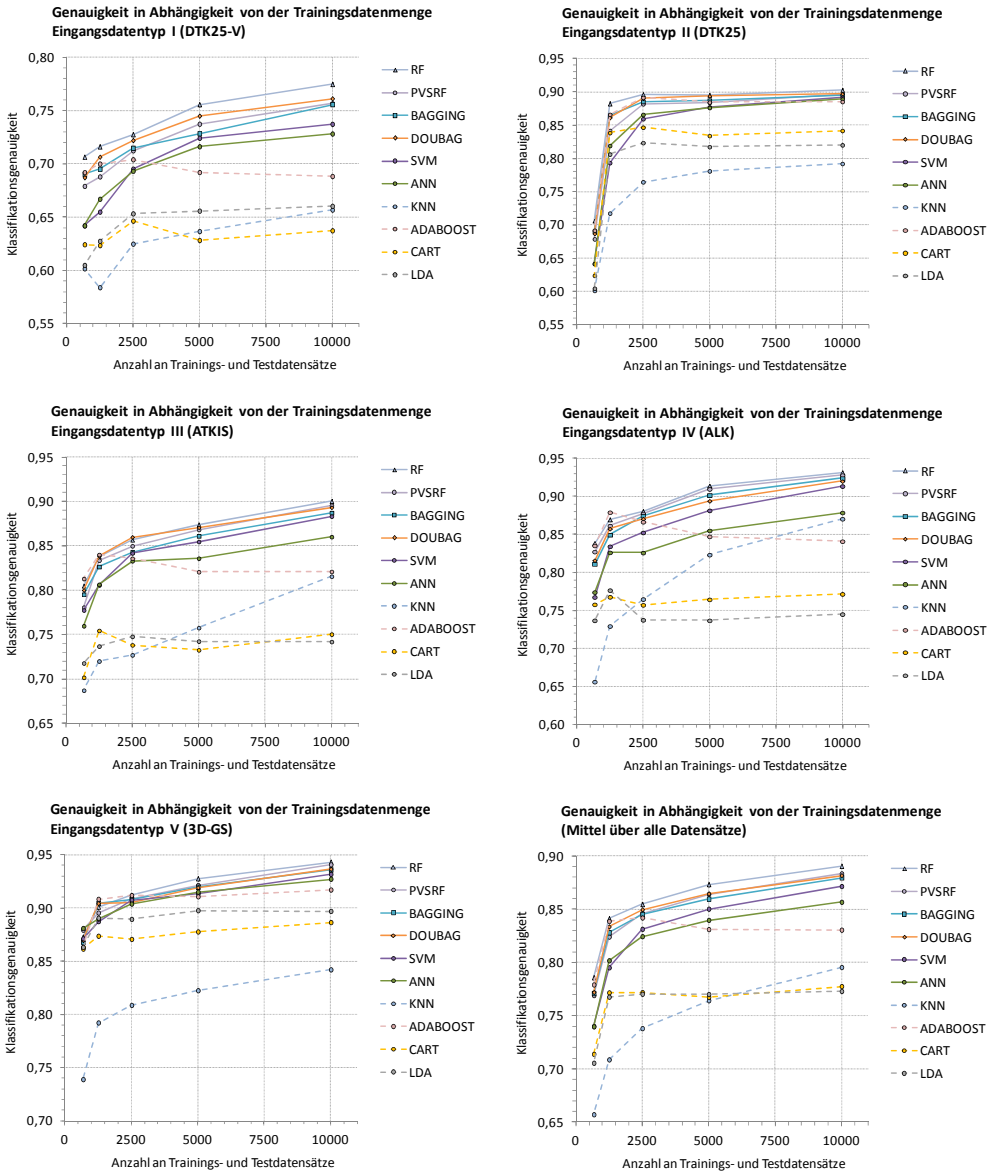 Genauigkeit in Abhängigkeit von der Trainingsdatenmenge
Eingangsdatentyp I (DTK25-V)
Klassifikationsgenauigkeit
0,80
0,75
0,70
0,65
0,60
0,55
0
2500
5000
7500
10000
Anzahl an Trainings- und Testdatensätze
RF
PVSRF
BAGGING
DOUBAG
SVM
ANN
KNN
ADABOOST
CART
LDA
Genauigkeit in Abhängigkeit von der Trainingsdatenmenge
Eingangsdatentyp II (DTK25)
Klassifikationsgenauigkeit
0,95
0,90
0,85
0,80
0,75
0,70
0,65
0,60
0,55
0
2500
5000
7500
10000
Anzahl an Trainings- und Testdatensätze
RF
PVSRF
BAGGING
DOUBAG
SVM
ANN
KNN
ADABOOST
CART
LDA
Genauigkeit in Abhängigkeit von der Trainingsdatenmenge
Eingangsdatentyp III (ATKIS)
Klassifikationsgenauigkeit
0,95
0,90
0,85
0,80
0,75
0,70
0,65
0
2500
5000
7500
10000
Anzahl an Trainings- und Testdatensätze
RF
PVSRF
BAGGING
DOUBAG
SVM
ANN
KNN
ADABOOST
CART
LDA
Genauigkeit in Abhängigkeit von der Trainingsdatenmenge
Eingangsdatentyp IV (ALK)
Klassifikationsgenauigkeit
0,95
0,90
0,85
0,80
0,75
0,70
0,65
0,60
0
2500
5000
7500
10000
Anzahl an Trainings- und Testdatensätze
RF
PVSRF
BAGGING
DOUBAG
SVM
ANN
KNN
ADABOOST
CART
LDA
Genauigkeit in Abhängigkeit von der Trainingsdatenmenge
Eingangsdatentyp V (3D-GS)
Klassifikationsgenauigkeit
0,95
0,90
0,85
0,80
0,75
0,70
0
2500
5000
7500
10000
Anzahl an Trainings- und Testdatensätze
RF
PVSRF
BAGGING
DOUBAG
SVM
ANN
KNN
ADABOOST
CART
LDA
Genauigkeit in Abhängigkeit von der Trainingsdatenmenge
(Mittel über alle Datensätze)
Klassifikationsgenauigkeit
0,90
0,85
0,80
0,75
0,70
0,65
0
2500
5000
7500
10000
Anzahl an Trainings- und Testdatensätze
RF
PVSRF
BAGGING
DOUBAG
SVM
ANN
KNN
ADABOOST
CART
LDA